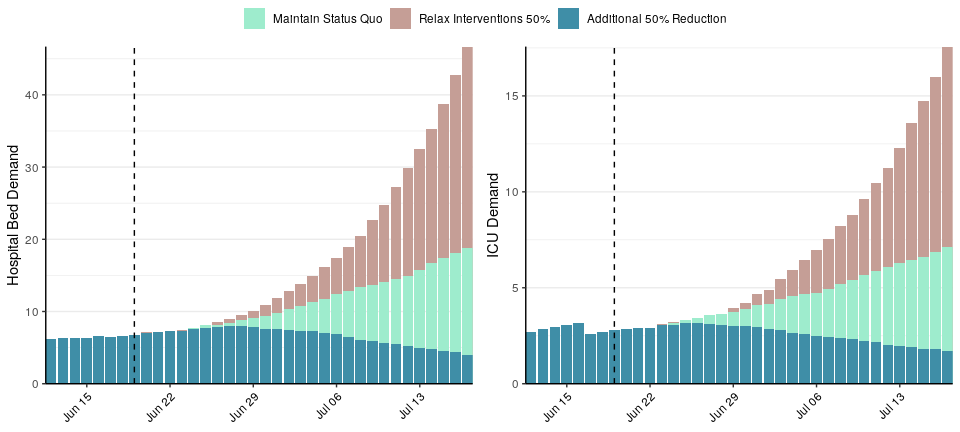 Maintain Status Quo Relax Interventions 50% Additional 50% Reduction
Hospital Bed Demand
40
30
20
10
0
Jun 15 Jun 22 Jun 29 Jul 06 Jul 13
ICU Demand
15
10
5
0
Jun 15 Jun 22 Jun 29 Jul 06 Jul 13